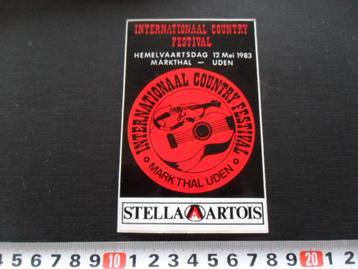 INTERNATIONAAL COUNTRY
FESTIVAL
HEMELVAARTSDAG 12 MEI 1983
MARKTHAL — UDEN
INTERNATIONAAL COUNTRY FESTIVAL
MARKTHAL UDEN
STELLA ARTOIS
4 5 6 7 8 9 10 1 2 3 4 5 6 7 8 9 20 1 2